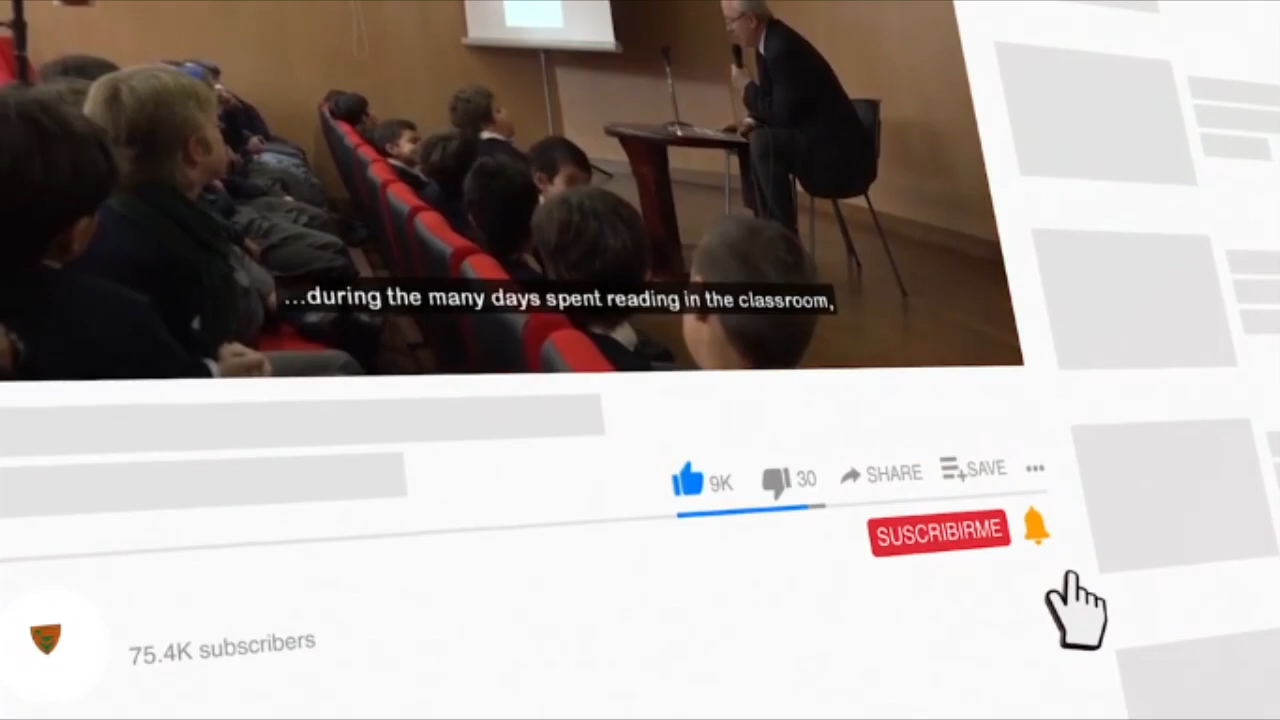 ...during the many days spent reading in the classroom,
9K 30 SHARE SAVE
SUSCRIBIRME
75.4K subscribers